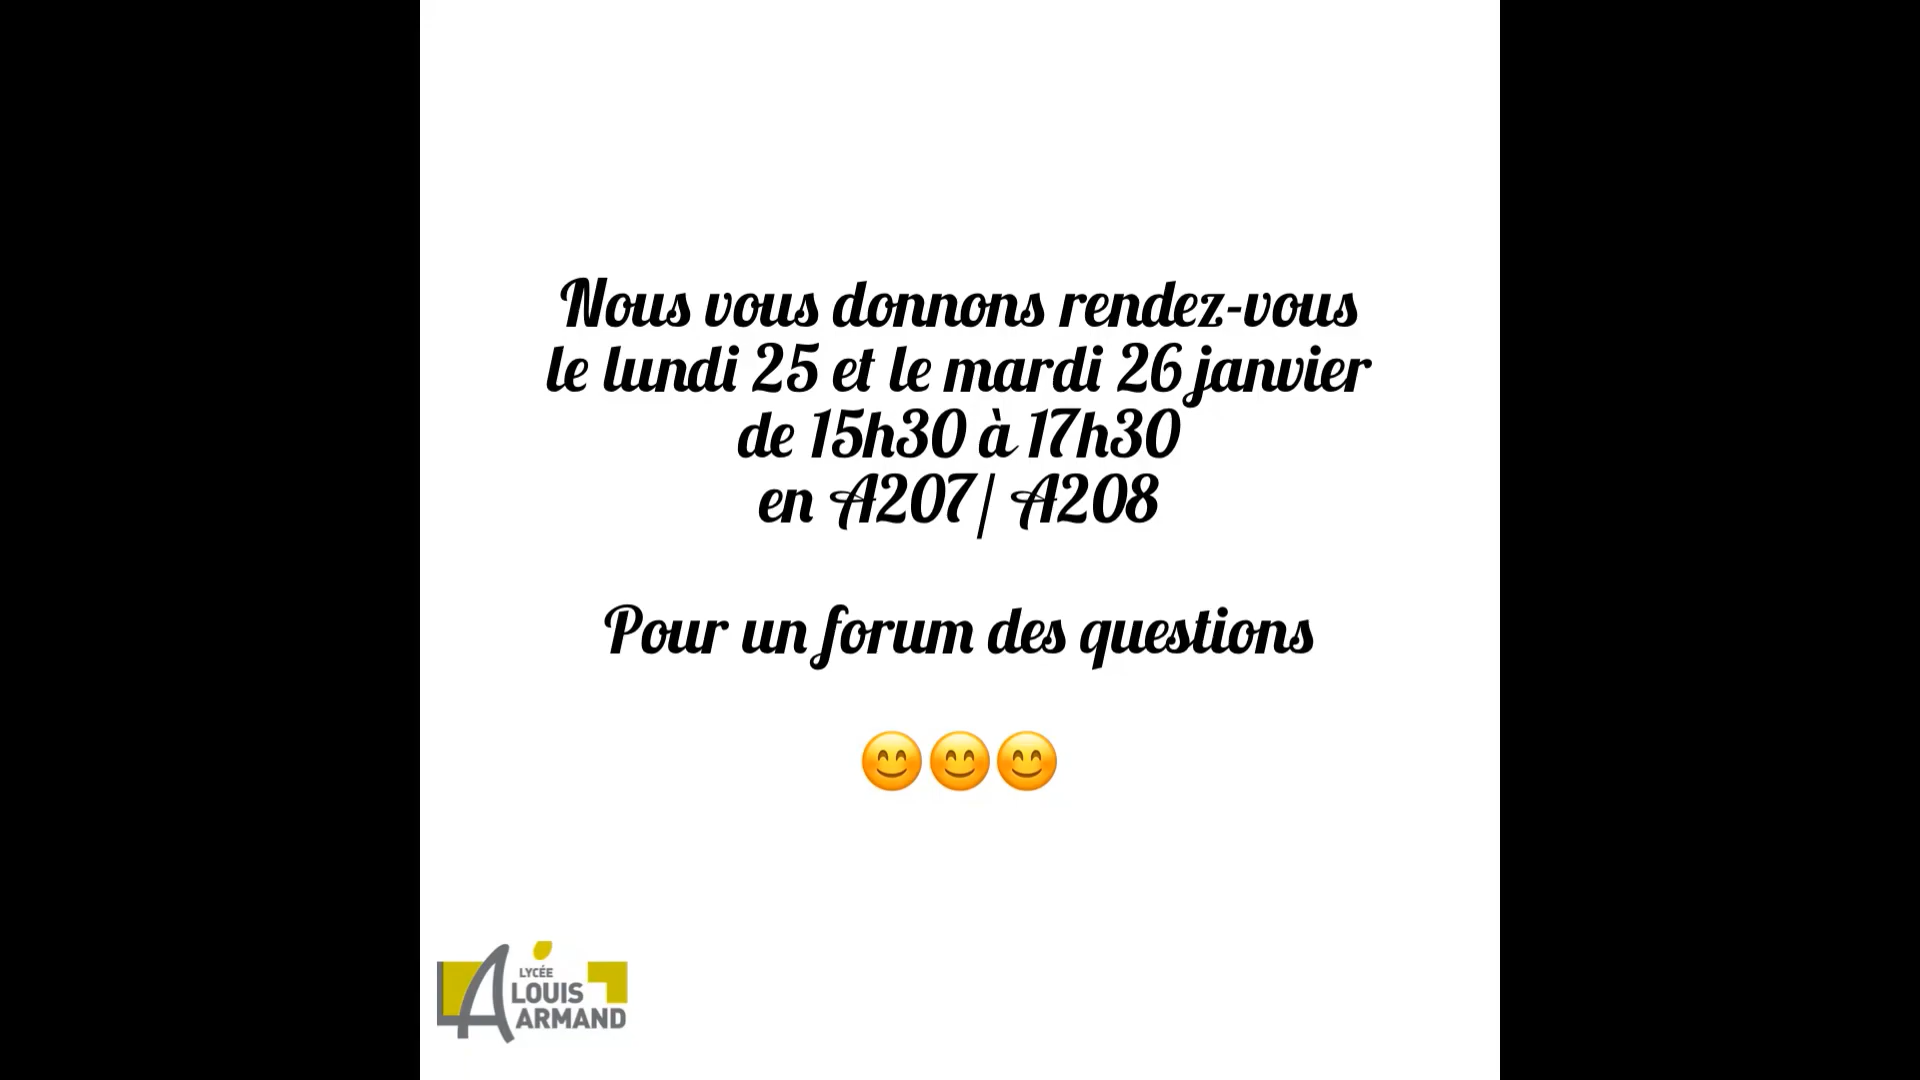 Nous vous donnons rendez-vous
le lundi 25 et le mardi 26 janvier
de 15h30 à 17h30
en A207/ A208
Pour un forum des questions
😊😊😊
LYCÉE
LOUIS
ARMAND